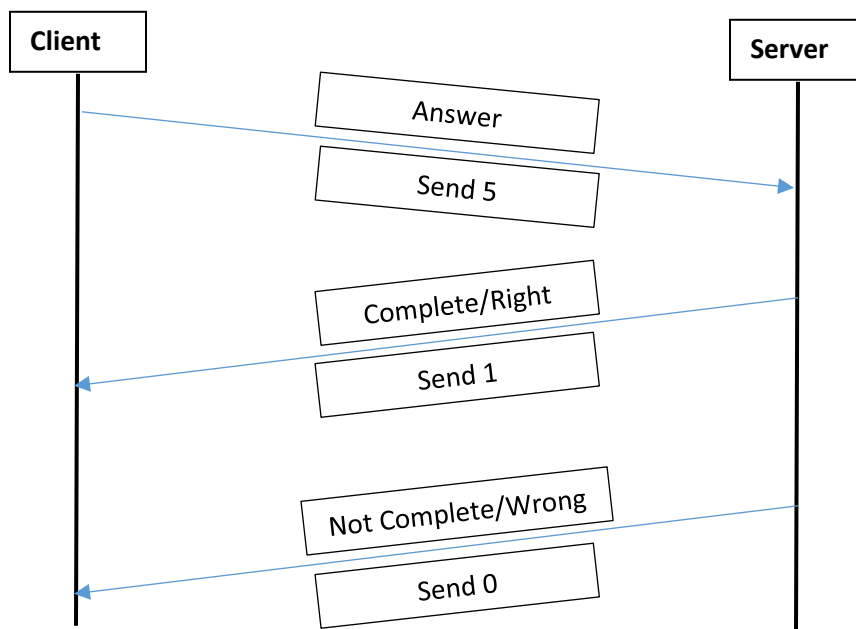 Client
Server
Answer
Send 5
Complete/Right
Send 1
Not Complete/Wrong
Send 0